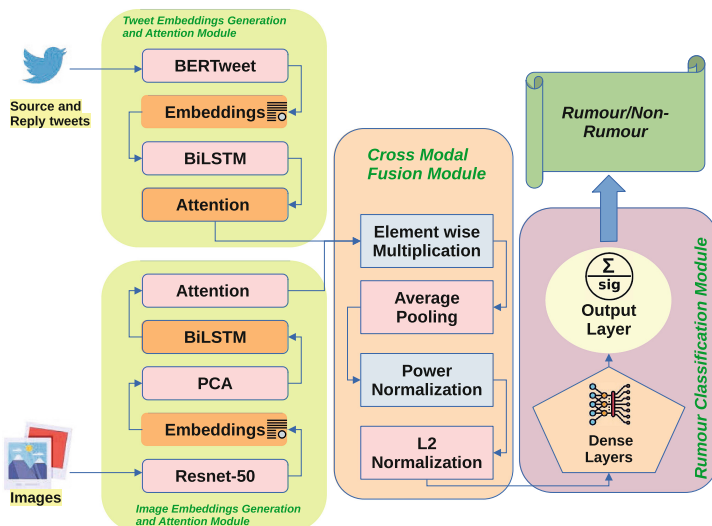 Tweet Embeddings Generation
and Attention Module
BERTweet
Embeddings
BiLSTM
Attention
Source and
Reply tweets
Attention
BiLSTM
PCA
Embeddings
Resnet-50
Image Embeddings Generation
and Attention Module
Images
Cross Modal
Fusion Module
Element wise
Multiplication
Average
Pooling
Power
Normalization
L2
Normalization
Rumour/Non-
Rumour
Σ
sig
Output
Layer
Dense
Layers
Rumour Classification Module